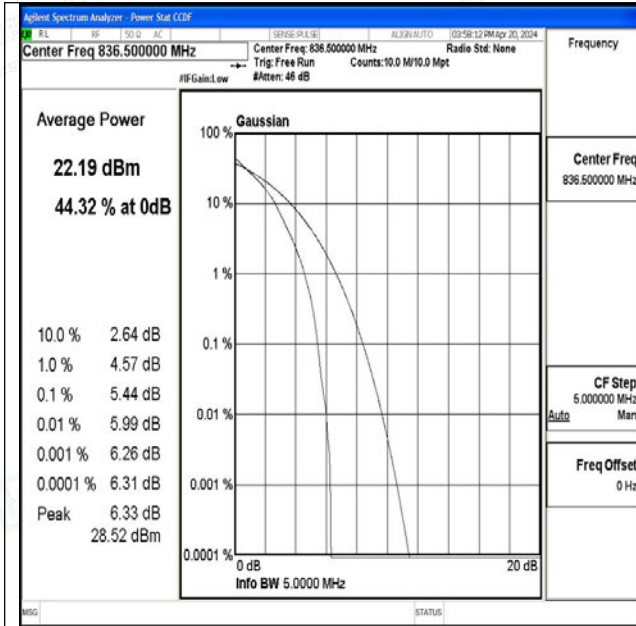 Agilent Spectrum Analyzer - Power Stat CCDF
RL RF 50 Ω AC SENSE:PULSE ALIGNAUTO 03:58:12 PM Apr 20, 2024
Center Freq 836.500000 MHz
Center Freq: 836.500000 MHz Radio Std: None
Trig: Free Run Counts:10.0 M/10.0 Mpt
#IFGain:Low #Atten: 46 dB
Frequency
Average Power
22.19 dBm
44.32 % at 0dB
10.0 % 2.64 dB
1.0 % 4.57 dB
0.1 % 5.44 dB
0.01 % 5.99 dB
0.001 % 6.26 dB
0.0001 % 6.31 dB
Peak 6.33 dB
28.52 dBm
Gaussian
100 %
10 %
1 %
0.1 %
0.01 %
0.001 %
0.0001 %
0 dB 20 dB
Info BW 5.0000 MHz
Center Freq
836.500000 MHz
CF Step
5.000000 MHz
Auto Man
Freq Offset
0 Hz
MSG STATUS